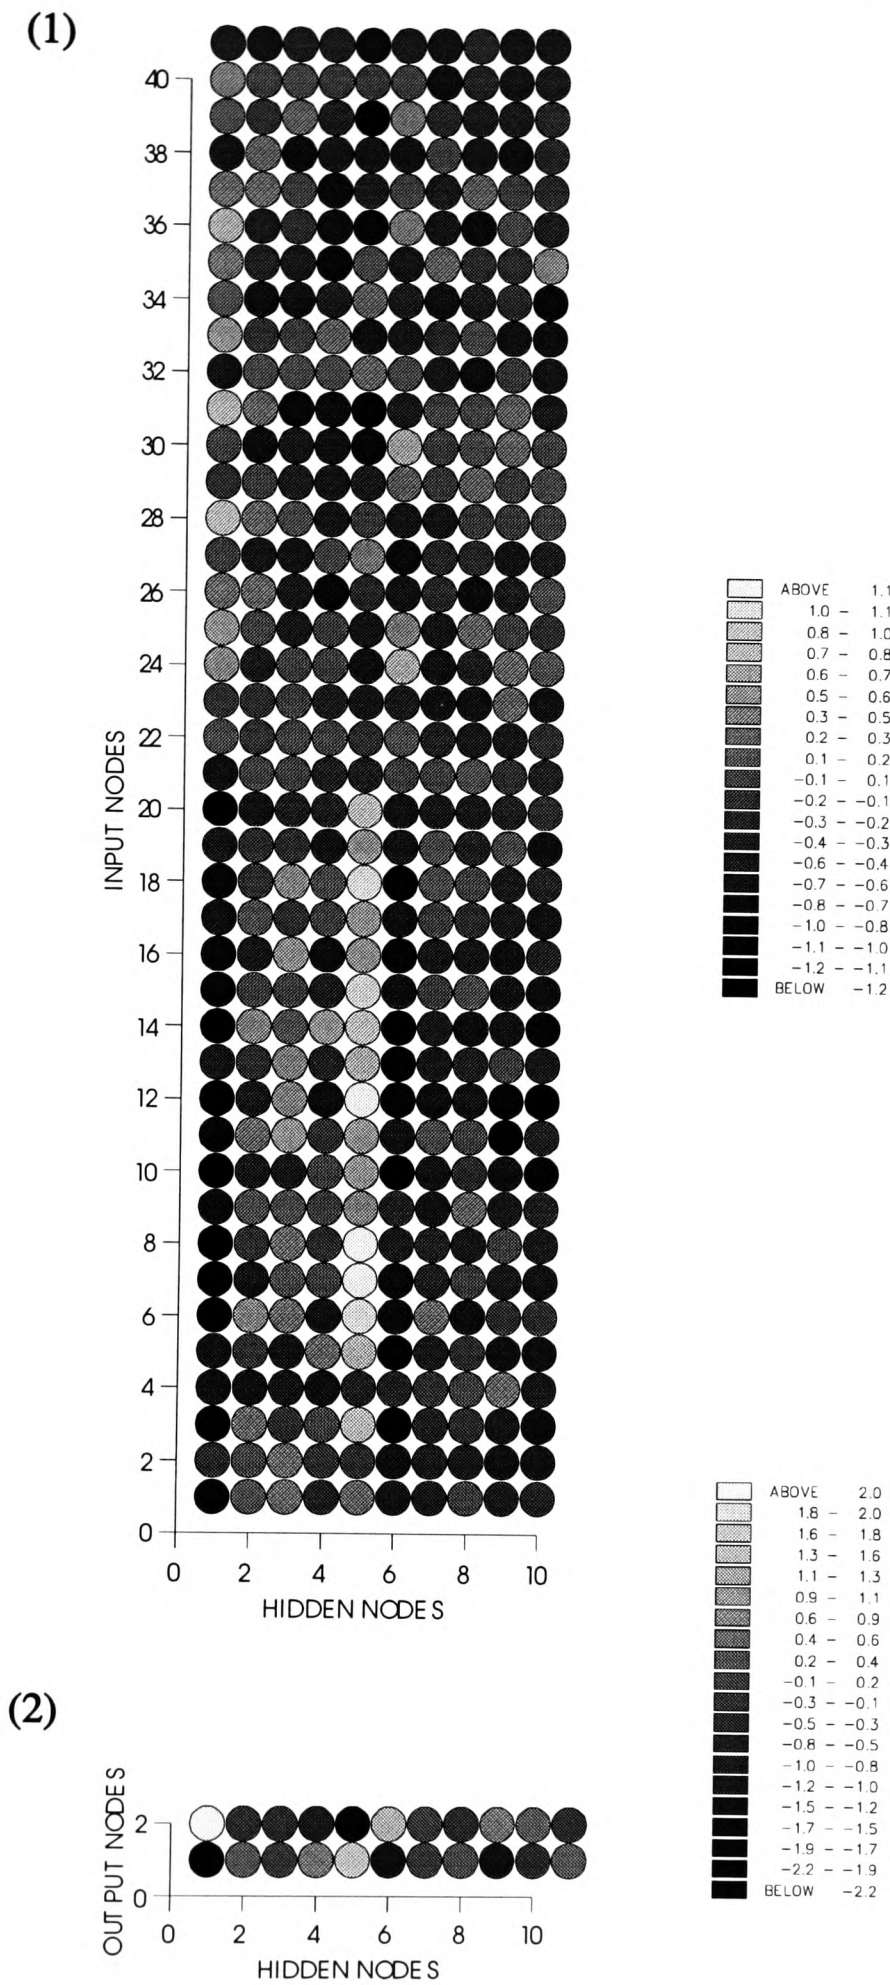 (1)
40
38
36
34
32
30
28
26
24
22
20
18
16
14
12
10
8
6
4
2
0
INPUT NODES
0 2 4 6 8 10
HIDDEN NODES
ABOVE 1.1
1.0 - 1.1
0.8 - 1.0
0.7 - 0.8
0.6 - 0.7
0.5 - 0.6
0.3 - 0.5
0.2 - 0.3
0.1 - 0.2
-0.1 - 0.1
-0.2 - -0.1
-0.3 - -0.2
-0.4 - -0.3
-0.6 - -0.4
-0.7 - -0.6
-0.8 - -0.7
-1.0 - -0.8
-1.1 - -1.0
-1.2 - -1.1
BELOW -1.2
ABOVE 2.0
1.8 - 2.0
1.6 - 1.8
1.3 - 1.6
1.1 - 1.3
0.9 - 1.1
0.6 - 0.9
0.4 - 0.6
0.2 - 0.4
-0.1 - 0.2
-0.3 - -0.1
-0.5 - -0.3
-0.8 - -0.5
-1.0 - -0.8
-1.2 - -1.0
-1.5 - -1.2
-1.7 - -1.5
-1.9 - -1.7
-2.2 - -1.9
BELOW -2.2
(2)
OUTPUT NODES
2
0
0 2 4 6 8 10
HIDDEN NODES